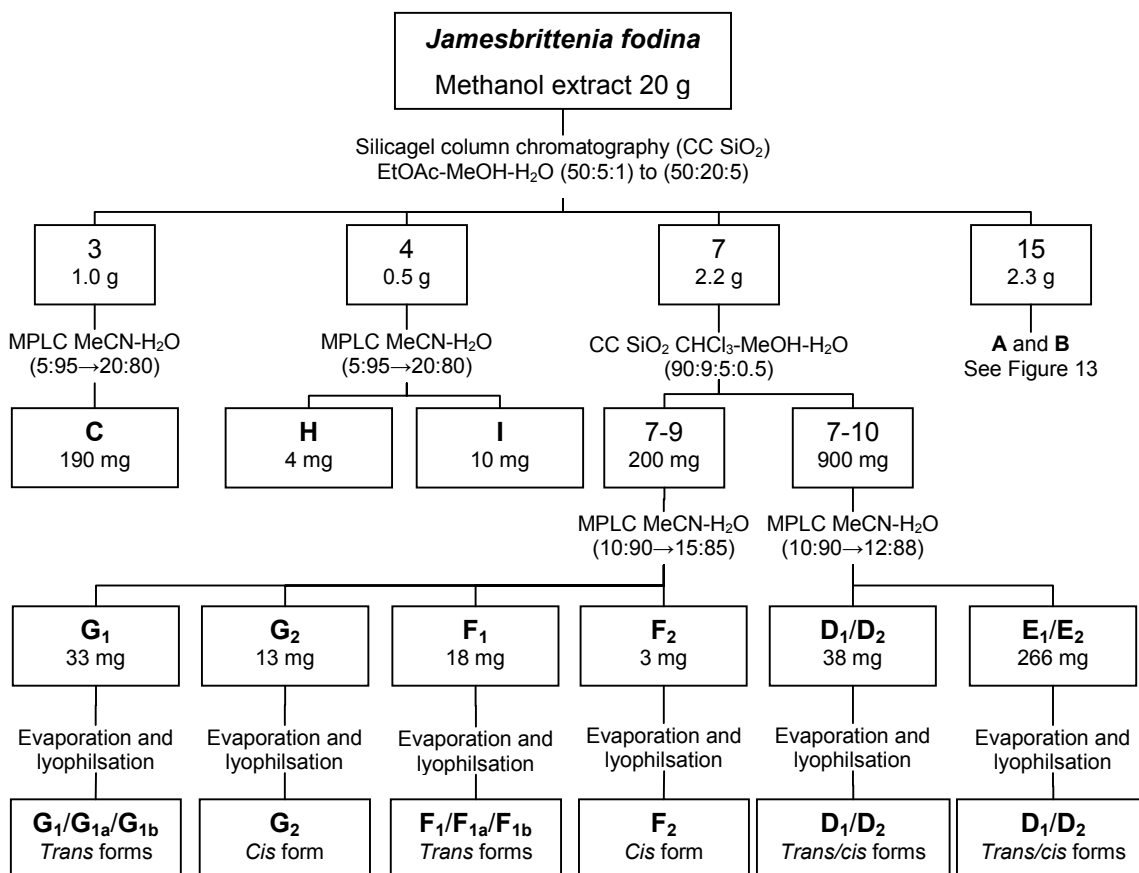 Jamesbrittenia fodina
Methanol extract 20 g
Silicagel column chromatography (CC SiO₂)
EtOAc-MeOH-H₂O (50:5:1) to (50:20:5)
3
1.0 g
4
0.5 g
7
2.2 g
15
2.3 g
MPLC MeCN-H₂O
(5:95→20:80)
MPLC MeCN-H₂O
(5:95→20:80)
CC SiO₂ CHCl₃-MeOH-H₂O
(90:9:5:0.5)
A and B
See Figure 13
C
190 mg
H
4 mg
I
10 mg
7-9
200 mg
7-10
900 mg
MPLC MeCN-H₂O
(10:90→15:85)
MPLC MeCN-H₂O
(10:90→12:88)
G₁
33 mg
G₂
13 mg
F₁
18 mg
F₂
3 mg
D₁/D₂
38 mg
E₁/E₂
266 mg
Evaporation and
lyophilsation
Evaporation and
lyophilsation
Evaporation and
lyophilsation
Evaporation and
lyophilsation
Evaporation and
lyophilsation
Evaporation and
lyophilsation
G₁/G₁ₐ/G₁b
Trans forms
G₂
Cis form
F₁/F₁ₐ/F₁b
Trans forms
F₂
Cis form
D₁/D₂
Trans/cis forms
D₁/D₂
Trans/cis forms